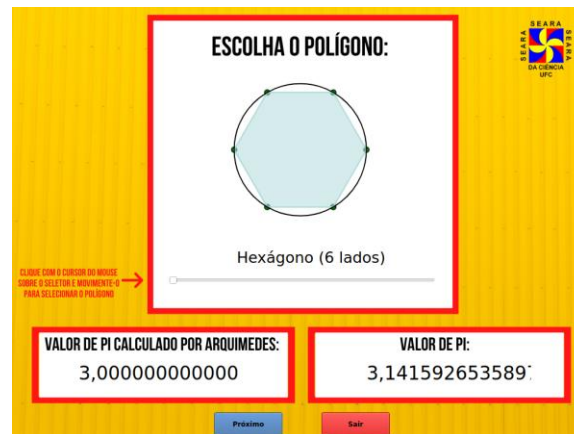 ESCOLHA O POLÍGONO:
SEARA
SEARA
SEARA
DA CIÊNCIA
UFC
Hexágono (6 lados)
CLIQUE COM O CURSOR DO MOUSE
SOBRE O SELETOR E MOVIMENTE-O
PARA SELECIONAR O POLÍGONO
VALOR DE PI CALCULADO POR ARQUIMEDES:
3,000000000000
VALOR DE PI:
3,141592653589
Próximo
Sair